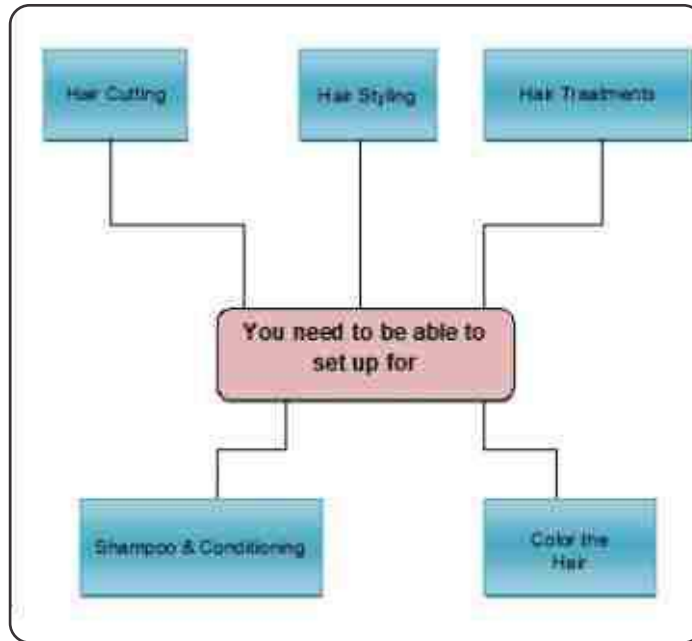 Hair Cutting
Hair Styling
Hair Treatments
You need to be able to
set up for
Shampoo & Conditioning
Color the
Hair